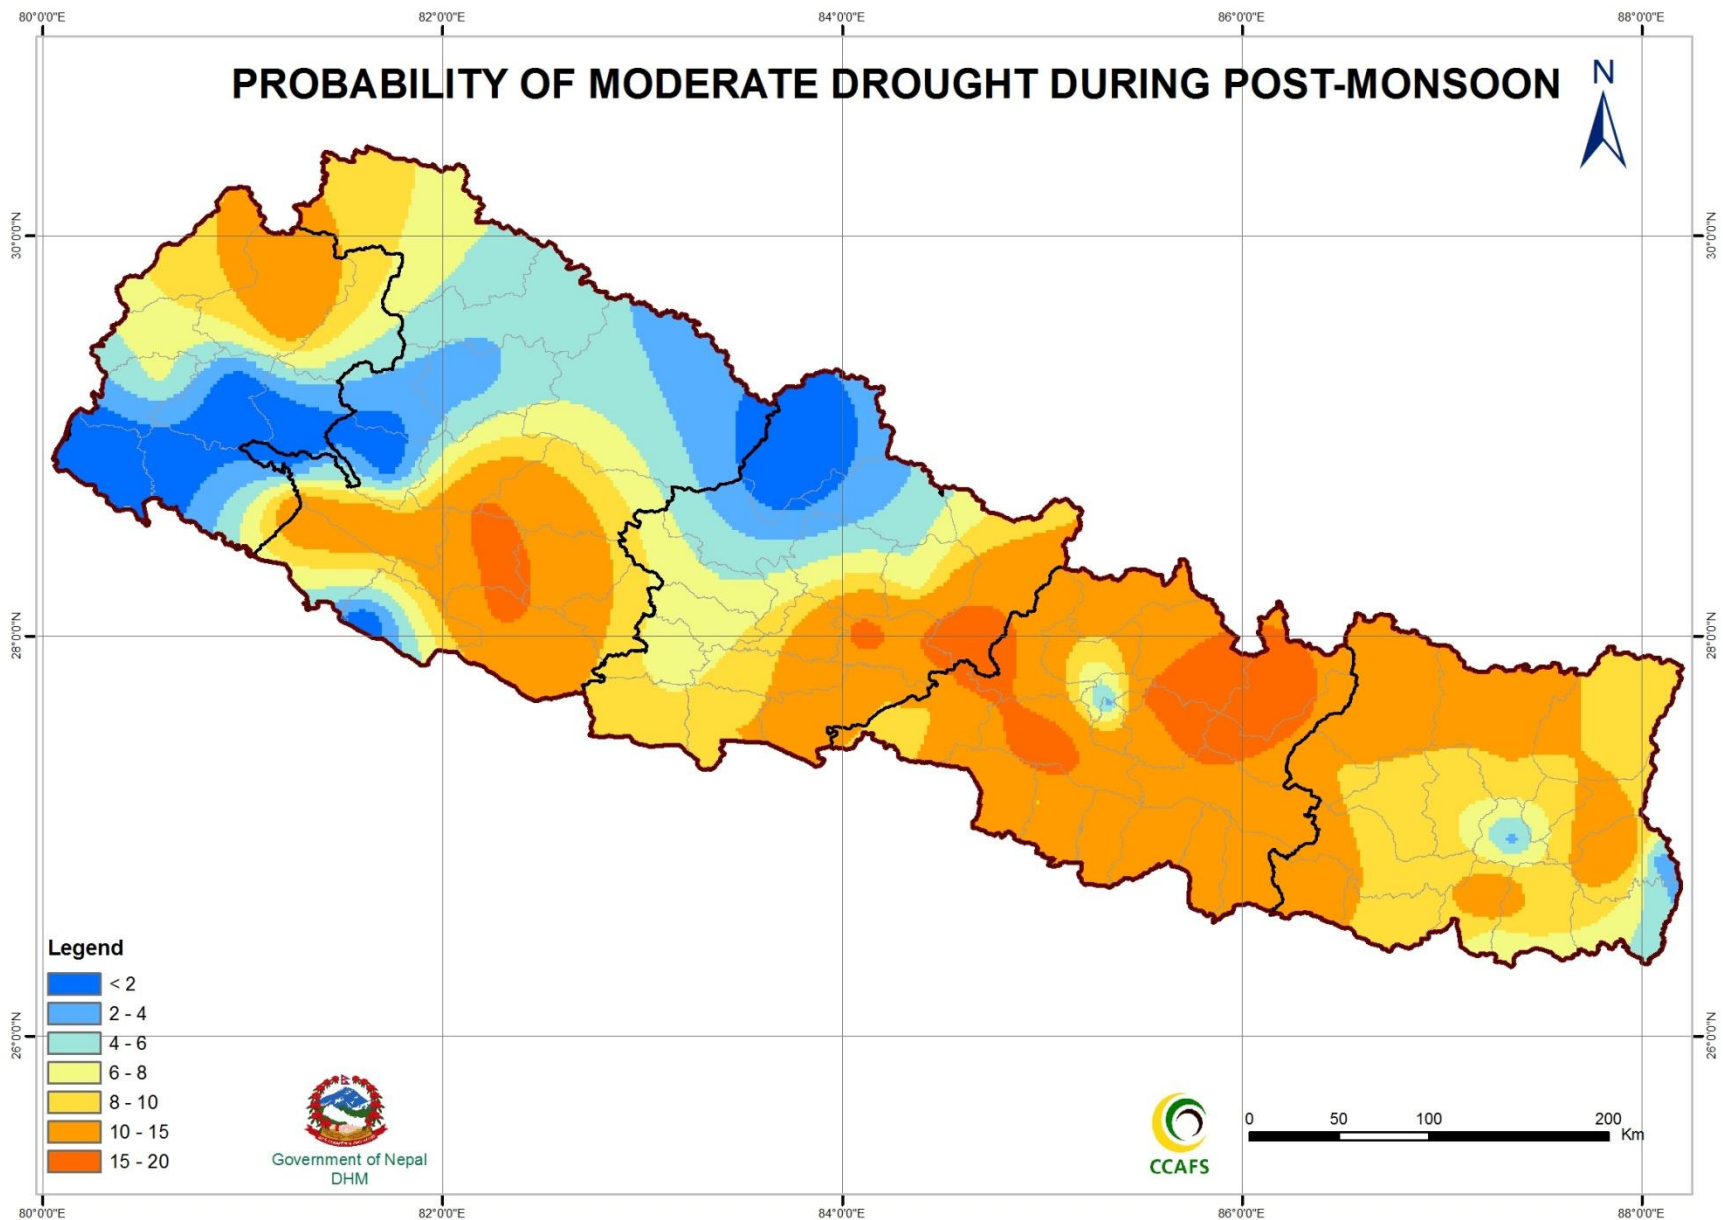 80°0'0"E 82°0'0"E 84°0'0"E 86°0'0"E 88°0'0"E
PROBABILITY OF MODERATE DROUGHT DURING POST-MONSOON
N
30°0'0"N 30°0'0"N
28°0'0"N 28°0'0"N
26°0'0"N 26°0'0"N
Legend
< 2
2 - 4
4 - 6
6 - 8
8 - 10
10 - 15
15 - 20
Government of Nepal
DHM
CCAFS
0 50 100 200
Km
80°0'0"E 82°0'0"E 84°0'0"E 86°0'0"E 88°0'0"E